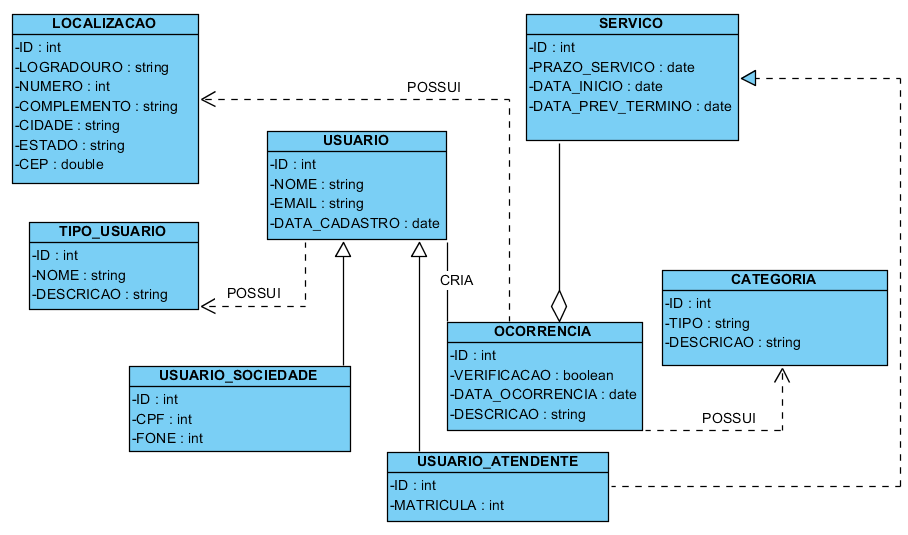 LOCALIZACAO
-ID : int
-LOGRADOURO : string
-NUMERO : int
-COMPLEMENTO : string
-CIDADE : string
-ESTADO : string
-CEP : double
SERVICO
-ID : int
-PRAZO_SERVICO : date
-DATA_INICIO : date
-DATA_PREV_TERMINO : date
POSSUI
USUARIO
-ID : int
-NOME : string
-EMAIL : string
-DATA_CADASTRO : date
TIPO_USUARIO
-ID : int
-NOME : string
-DESCRICAO : string
POSSUI
CRIA
CATEGORIA
-ID : int
-TIPO : string
-DESCRICAO : string
OCORRENCIA
-ID : int
-VERIFICACAO : boolean
-DATA_OCORRENCIA : date
-DESCRICAO : string
POSSUI
USUARIO_SOCIEDADE
-ID : int
-CPF : int
-FONE : int
USUARIO_ATENDENTE
-ID : int
-MATRICULA : int